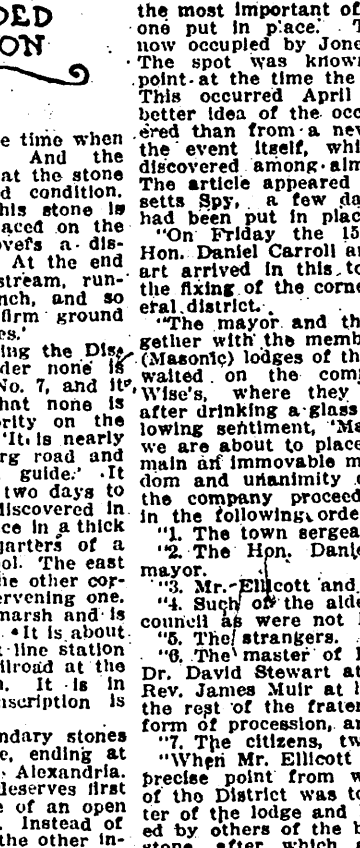 DED
ON
e time when
And the
at the stone
d condition.
his stone is
aced on the
overs a dis-
At the end
stream, run-
nch, and so
firm ground
es.'
ing the Dis-
der none is
No. 7, and it
hat none is
ority on the
'It is nearly
rg road and
guide.' It
two days to
discovered in
ce in a thick
garters of a
ol. The east
he other cor-
ervening one.
marsh and is
It is about
line station
ilroad at the
n. It is in
nscription is
ndary stones
e, ending at
Alexandria.
deserves first
e of an open
Instead of
the other in-
the most important of
one put in place. T
now occupied by Jone
The spot was known
point at the time the
This occurred April
better idea of the occ
ered than from a new
the event itself, whi
discovered among alm
The article appeared
setts Spy, a few da
had been put in plac
"On Friday the 15
Hon. Daniel Carroll a
art arrived in this to
the fixing of the corne
eral district.
"The mayor and th
gether with the memb
(Masonic) lodges of th
waited on the com
Wise's, where they
after drinking a glass
lowing sentiment, 'Ma
we are about to place
main an immovable m
dom and unanimity o
the company proceed
in the following orde
"1. The town sergea
"2. The Hon. Danie
mayor.
"3. Mr. Ellicott and
"4. Such of the alde
council as were not
"5. The strangers.
"6. The master of
Dr. David Stewart at
Rev. James Muir at
the rest of the frater
form of procession, a
"7. The citizens, tw
"When Mr. Ellicott
precise point from w
of the District was to
ter of the lodge and
ed by others of the b
stone, after which